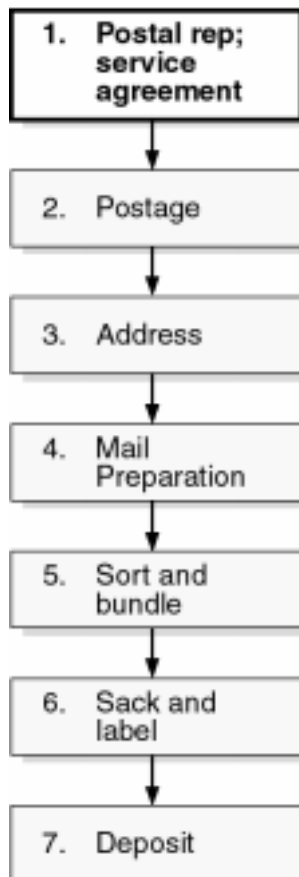 1. Postal rep;
service
agreement
2. Postage
3. Address
4. Mail
Preparation
5. Sort and
bundle
6. Sack and
label
7. Deposit